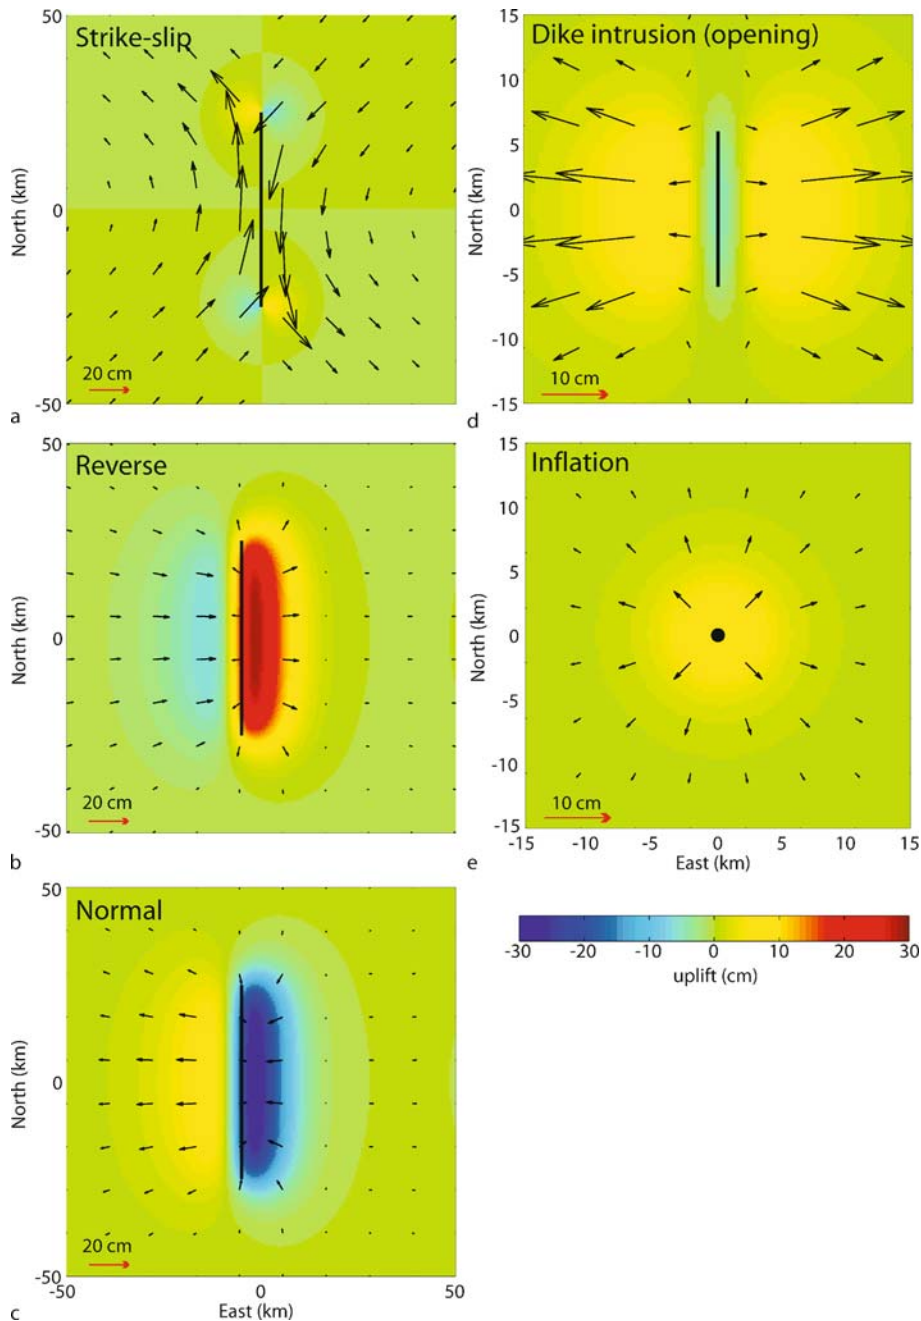 50
Strike-slip
North (km)
0
20 cm
-50
a
15
Dike intrusion (opening)
10
5
North (km)
0
-5
-10
10 cm
-15
d
50
Reverse
North (km)
0
20 cm
-50
b
15
Inflation
10
5
North (km)
0
-5
-10
10 cm
-15
-15 -10 -5 0 5 10 15
East (km)
e
50
Normal
North (km)
0
20 cm
-50
-50 0 50
East (km)
c
-30 -20 -10 0 10 20 30
uplift (cm)